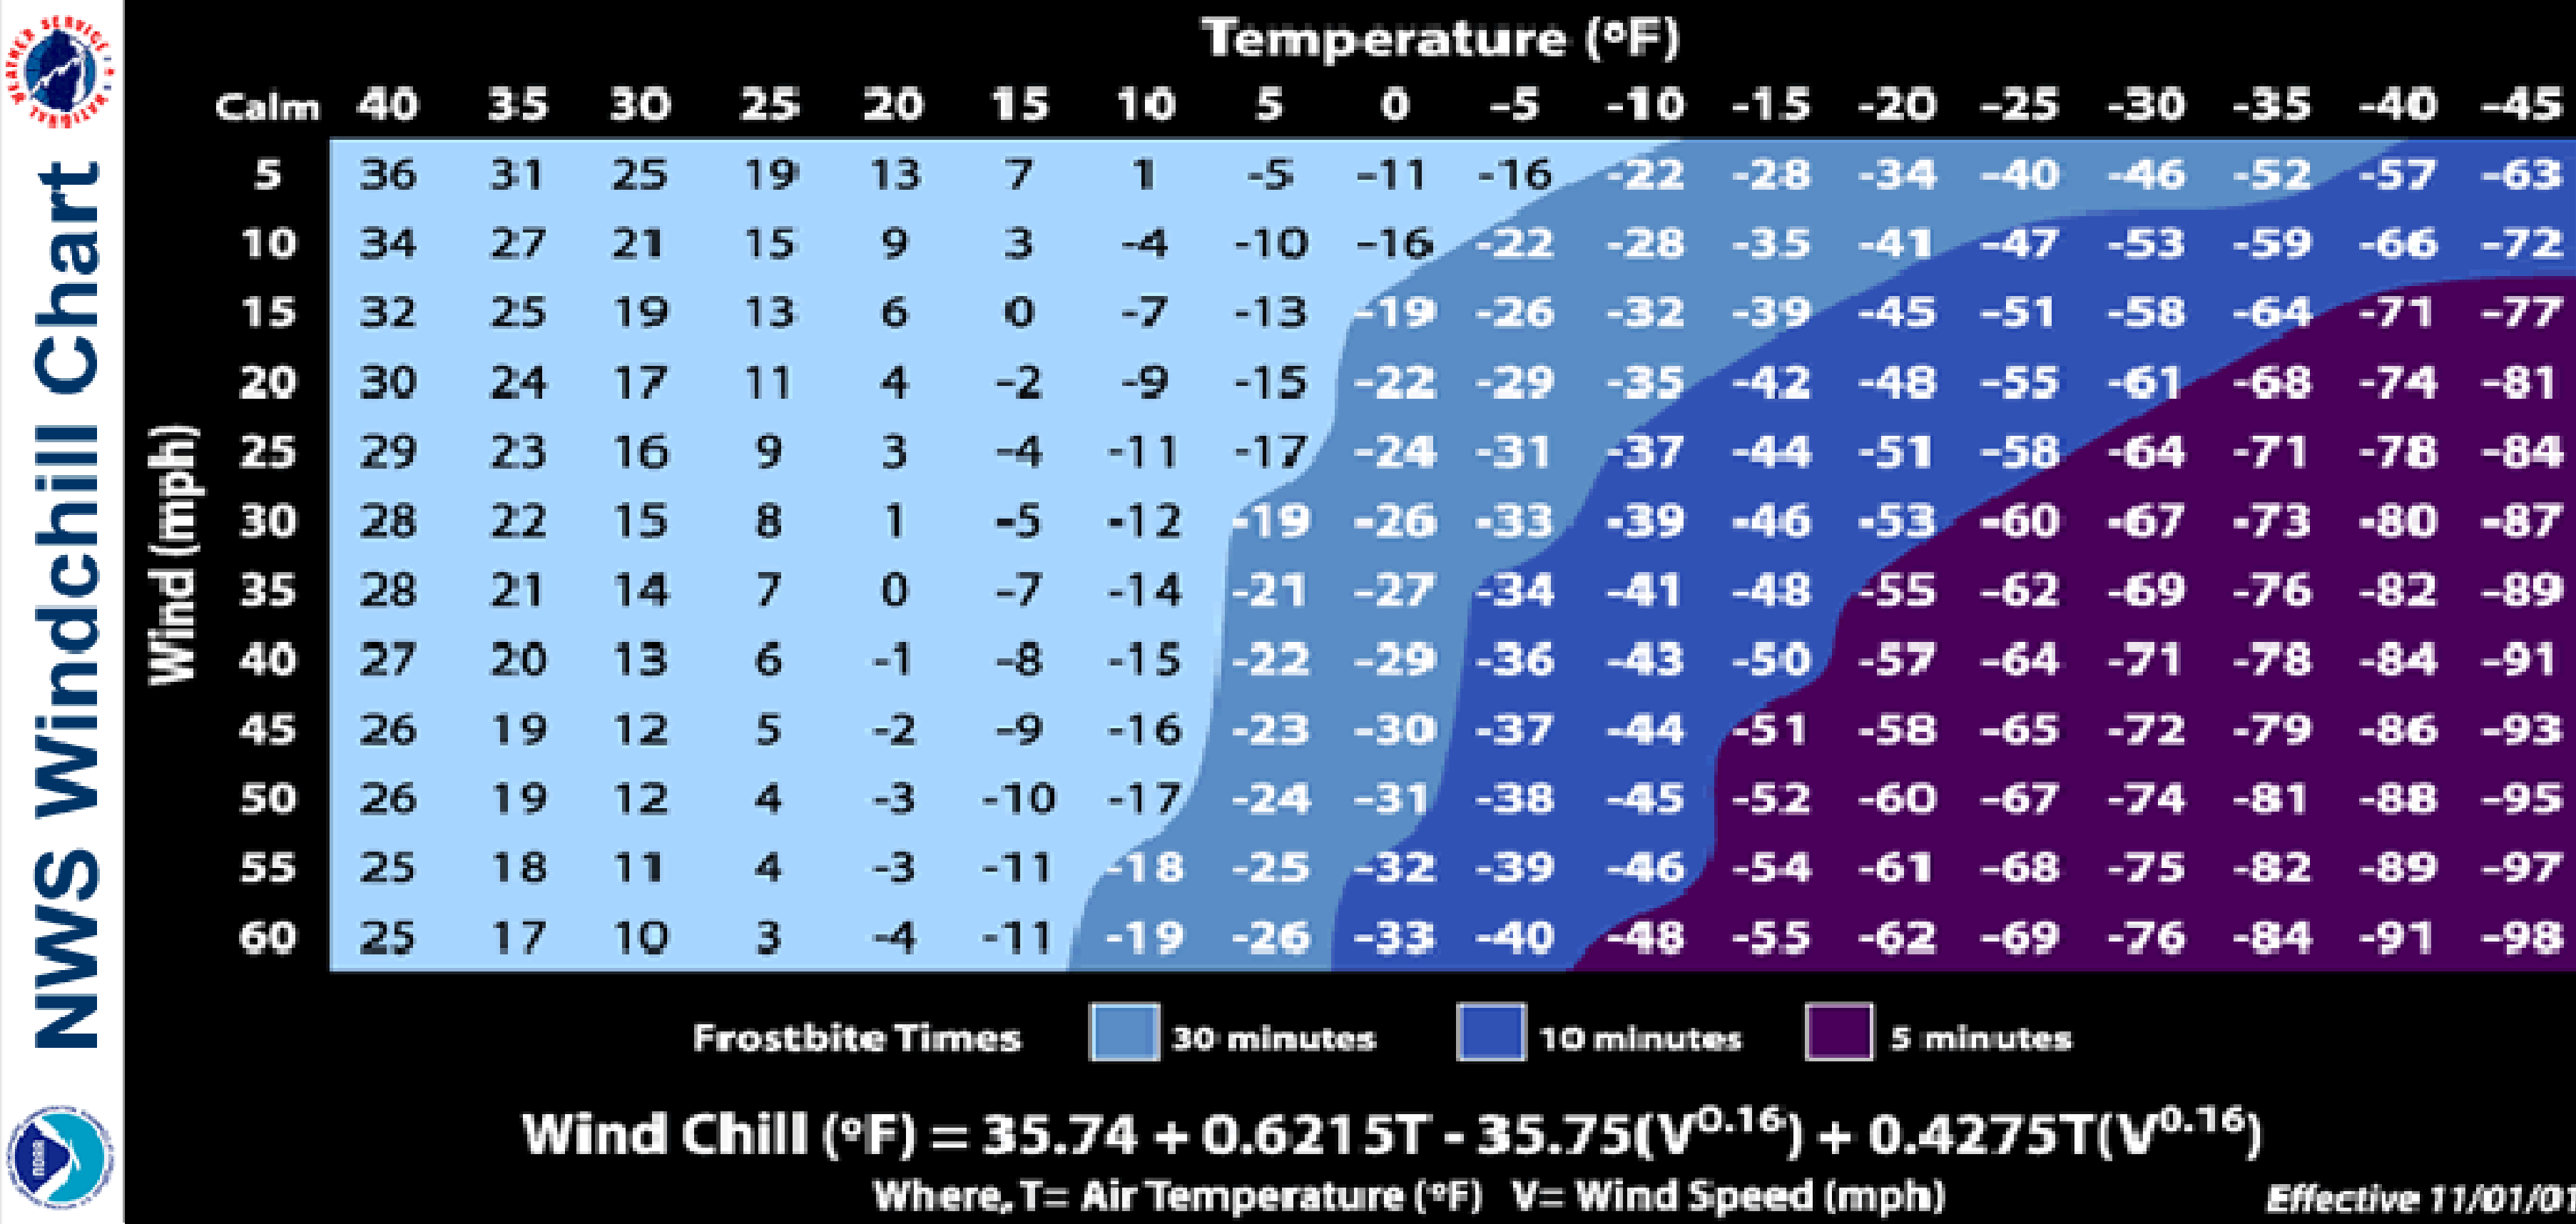 NWS Windchill Chart
Temperature (°F)
Calm 40 35 30 25 20 15 10 5 0 -5 -10 -15 -20 -25 -30 -35 -40 -45
Wind (mph)
5 36 31 25 19 13 7 1 -5 -11 -16 -22 -28 -34 -40 -46 -52 -57 -63
10 34 27 21 15 9 3 -4 -10 -16 -22 -28 -35 -41 -47 -53 -59 -66 -72
15 32 25 19 13 6 0 -7 -13 -19 -26 -32 -39 -45 -51 -58 -64 -71 -77
20 30 24 17 11 4 -2 -9 -15 -22 -29 -35 -42 -48 -55 -61 -68 -74 -81
25 29 23 16 9 3 -4 -11 -17 -24 -31 -37 -44 -51 -58 -64 -71 -78 -84
30 28 22 15 8 1 -5 -12 -19 -26 -33 -39 -46 -53 -60 -67 -73 -80 -87
35 28 21 14 7 0 -7 -14 -21 -27 -34 -41 -48 -55 -62 -69 -76 -82 -89
40 27 20 13 6 -1 -8 -15 -22 -29 -36 -43 -50 -57 -64 -71 -78 -84 -91
45 26 19 12 5 -2 -9 -16 -23 -30 -37 -44 -51 -58 -65 -72 -79 -86 -93
50 26 19 12 4 -3 -10 -17 -24 -31 -38 -45 -52 -60 -67 -74 -81 -88 -95
55 25 18 11 4 -3 -11 -18 -25 -32 -39 -46 -54 -61 -68 -75 -82 -89 -97
60 25 17 10 3 -4 -11 -19 -26 -33 -40 -48 -55 -62 -69 -76 -84 -91 -98
Frostbite Times 30 minutes 10 minutes 5 minutes
Wind Chill (°F) = 35.74 + 0.6215T - 35.75(V^0.16) + 0.4275T(V^0.16)
Where, T= Air Temperature (°F) V= Wind Speed (mph)
Effective 11/01/01